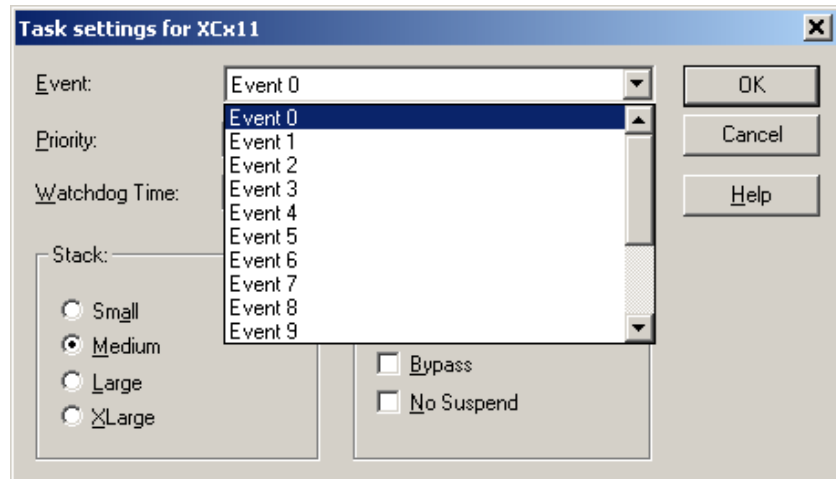 Task settings for XCx11
Event:
Event 0
OK
Event 0
Event 1
Event 2
Event 3
Event 4
Event 5
Event 6
Event 7
Event 8
Event 9
Priority:
Cancel
Watchdog Time:
Help
Stack:
Small
Medium
Large
XLarge
Bypass
No Suspend